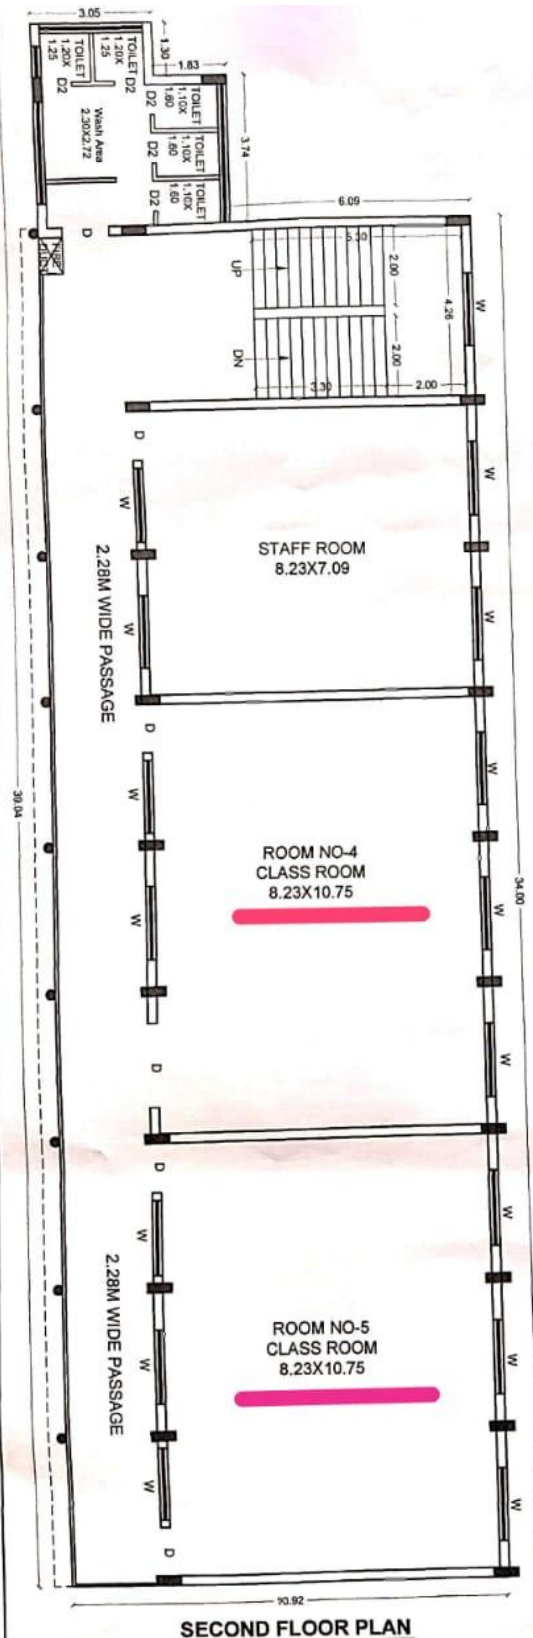 3.05
1.30
1.83
TOILET
1.20X
1.25
TOILET
1.20X
1.25
D2
D2
D2
TOILET
1.10X
1.60
3.74
Wash Area
2.30X2.72
D2
TOILET
1.10X
1.60
D2
TOILET
1.10X
1.60
6.09
D
5.30
UP
2.00
4.26
W
DN
2.00
3.30
2.00
D
W
W
STAFF ROOM
8.23X7.09
2.28M WIDE PASSAGE
W
W
D
W
W
39.04
ROOM NO-4
CLASS ROOM
8.23X10.75
34.00
W
W
W
D
D
W
W
2.28M WIDE PASSAGE
ROOM NO-5
CLASS ROOM
8.23X10.75
W
W
W
W
D
10.92
SECOND FLOOR PLAN